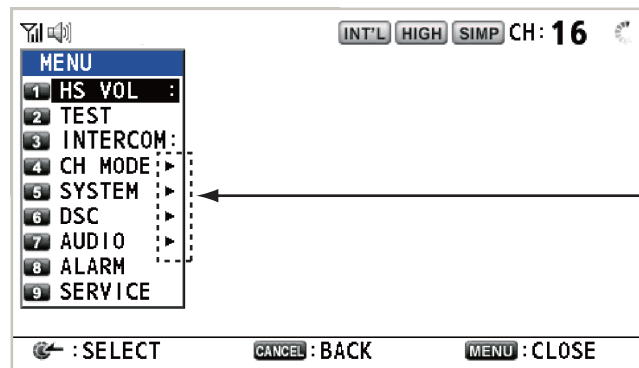 INT'L HIGH SIMP CH: 16
MENU
1 HS VOL :
2 TEST
3 INTERCOM:
4 CH MODE ▶
5 SYSTEM ▶
6 DSC ▶
7 AUDIO ▶
8 ALARM
9 SERVICE
: SELECT CANCEL : BACK MENU : CLOSE